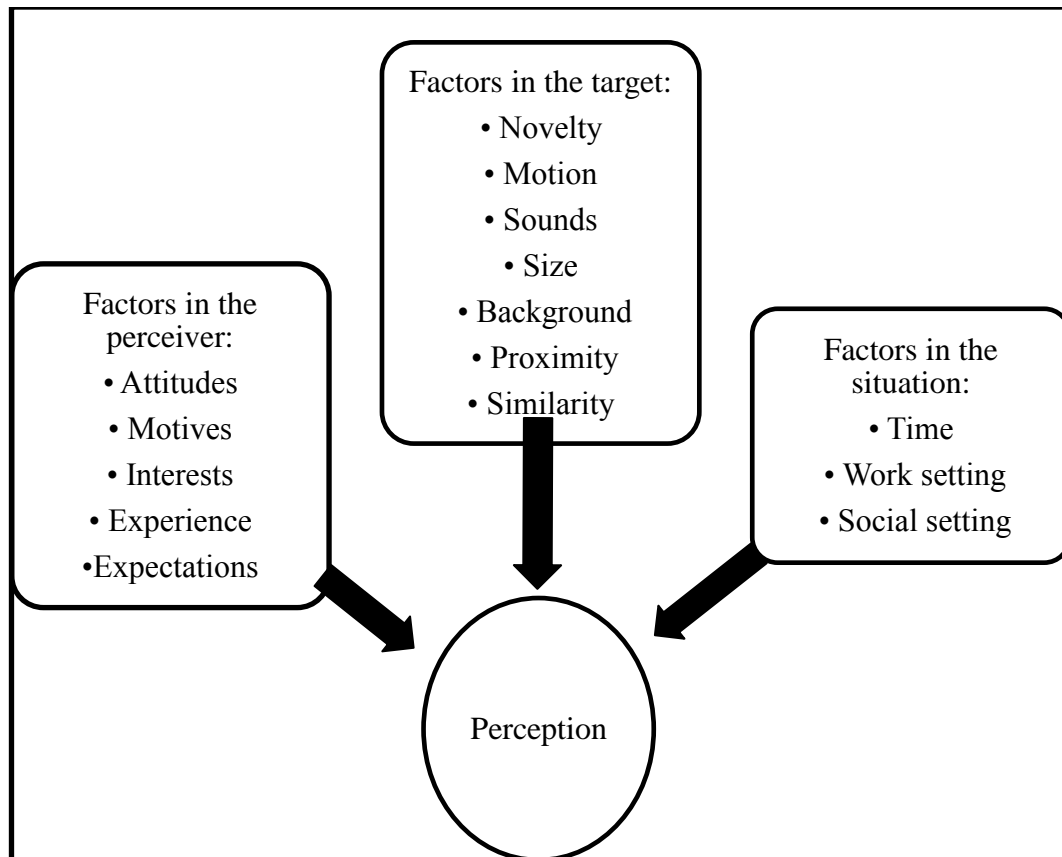 Factors in the target:
• Novelty
• Motion
• Sounds
• Size
• Background
• Proximity
• Similarity
Factors in the
perceiver:
• Attitudes
• Motives
• Interests
• Experience
•Expectations
Factors in the
situation:
• Time
• Work setting
• Social setting
Perception